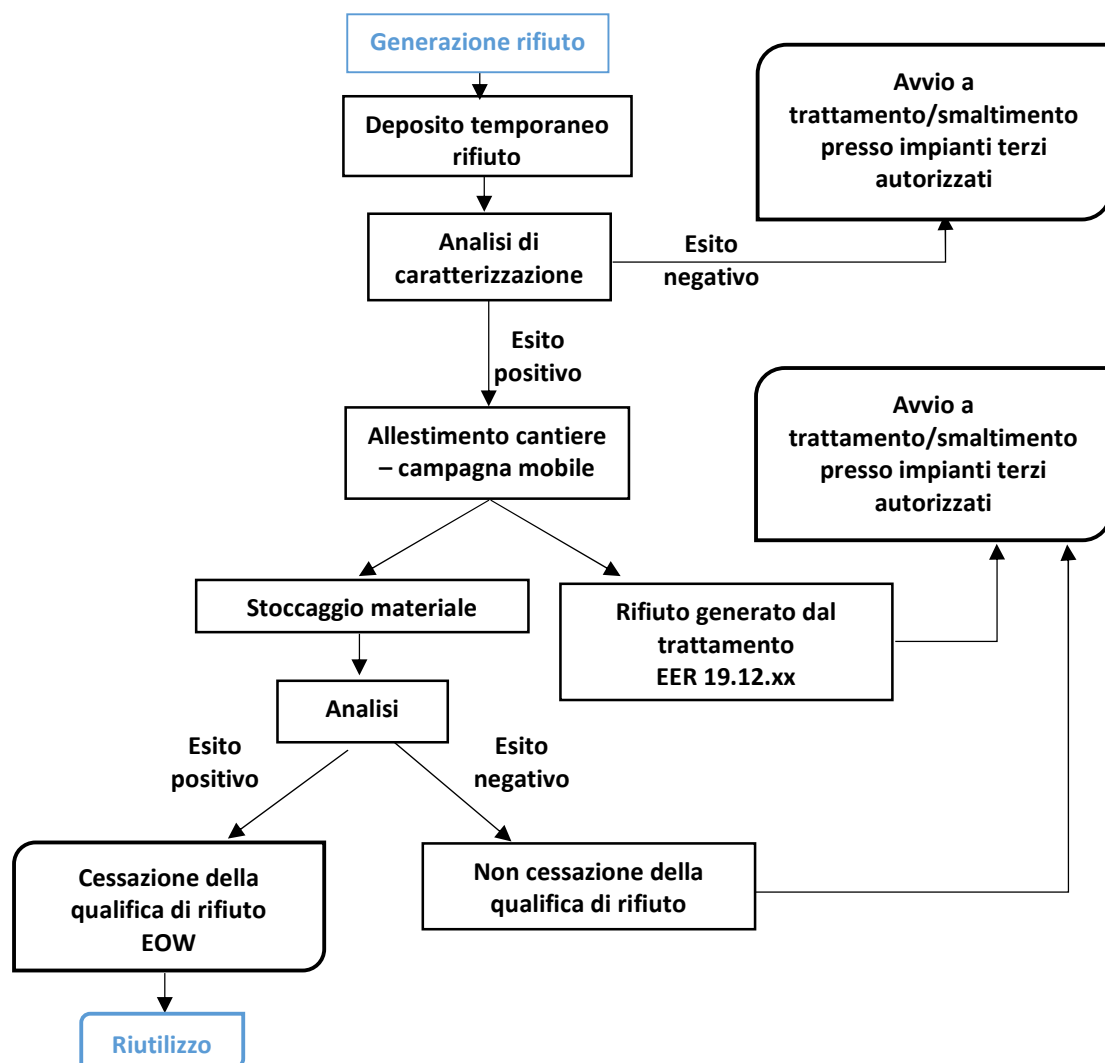 Generazione rifiuto
Deposito temporaneo
rifiuto
Avvio a
trattamento/smaltimento
presso impianti terzi
autorizzati
Analisi di
caratterizzazione
Esito
negativo
Esito
positivo
Allestimento cantiere
– campagna mobile
Avvio a
trattamento/smaltimento
presso impianti terzi
autorizzati
Stoccaggio materiale
Rifiuto generato dal
trattamento
EER 19.12.xx
Analisi
Esito
positivo
Esito
negativo
Cessazione della
qualifica di rifiuto
EOW
Non cessazione della
qualifica di rifiuto
Riutilizzo